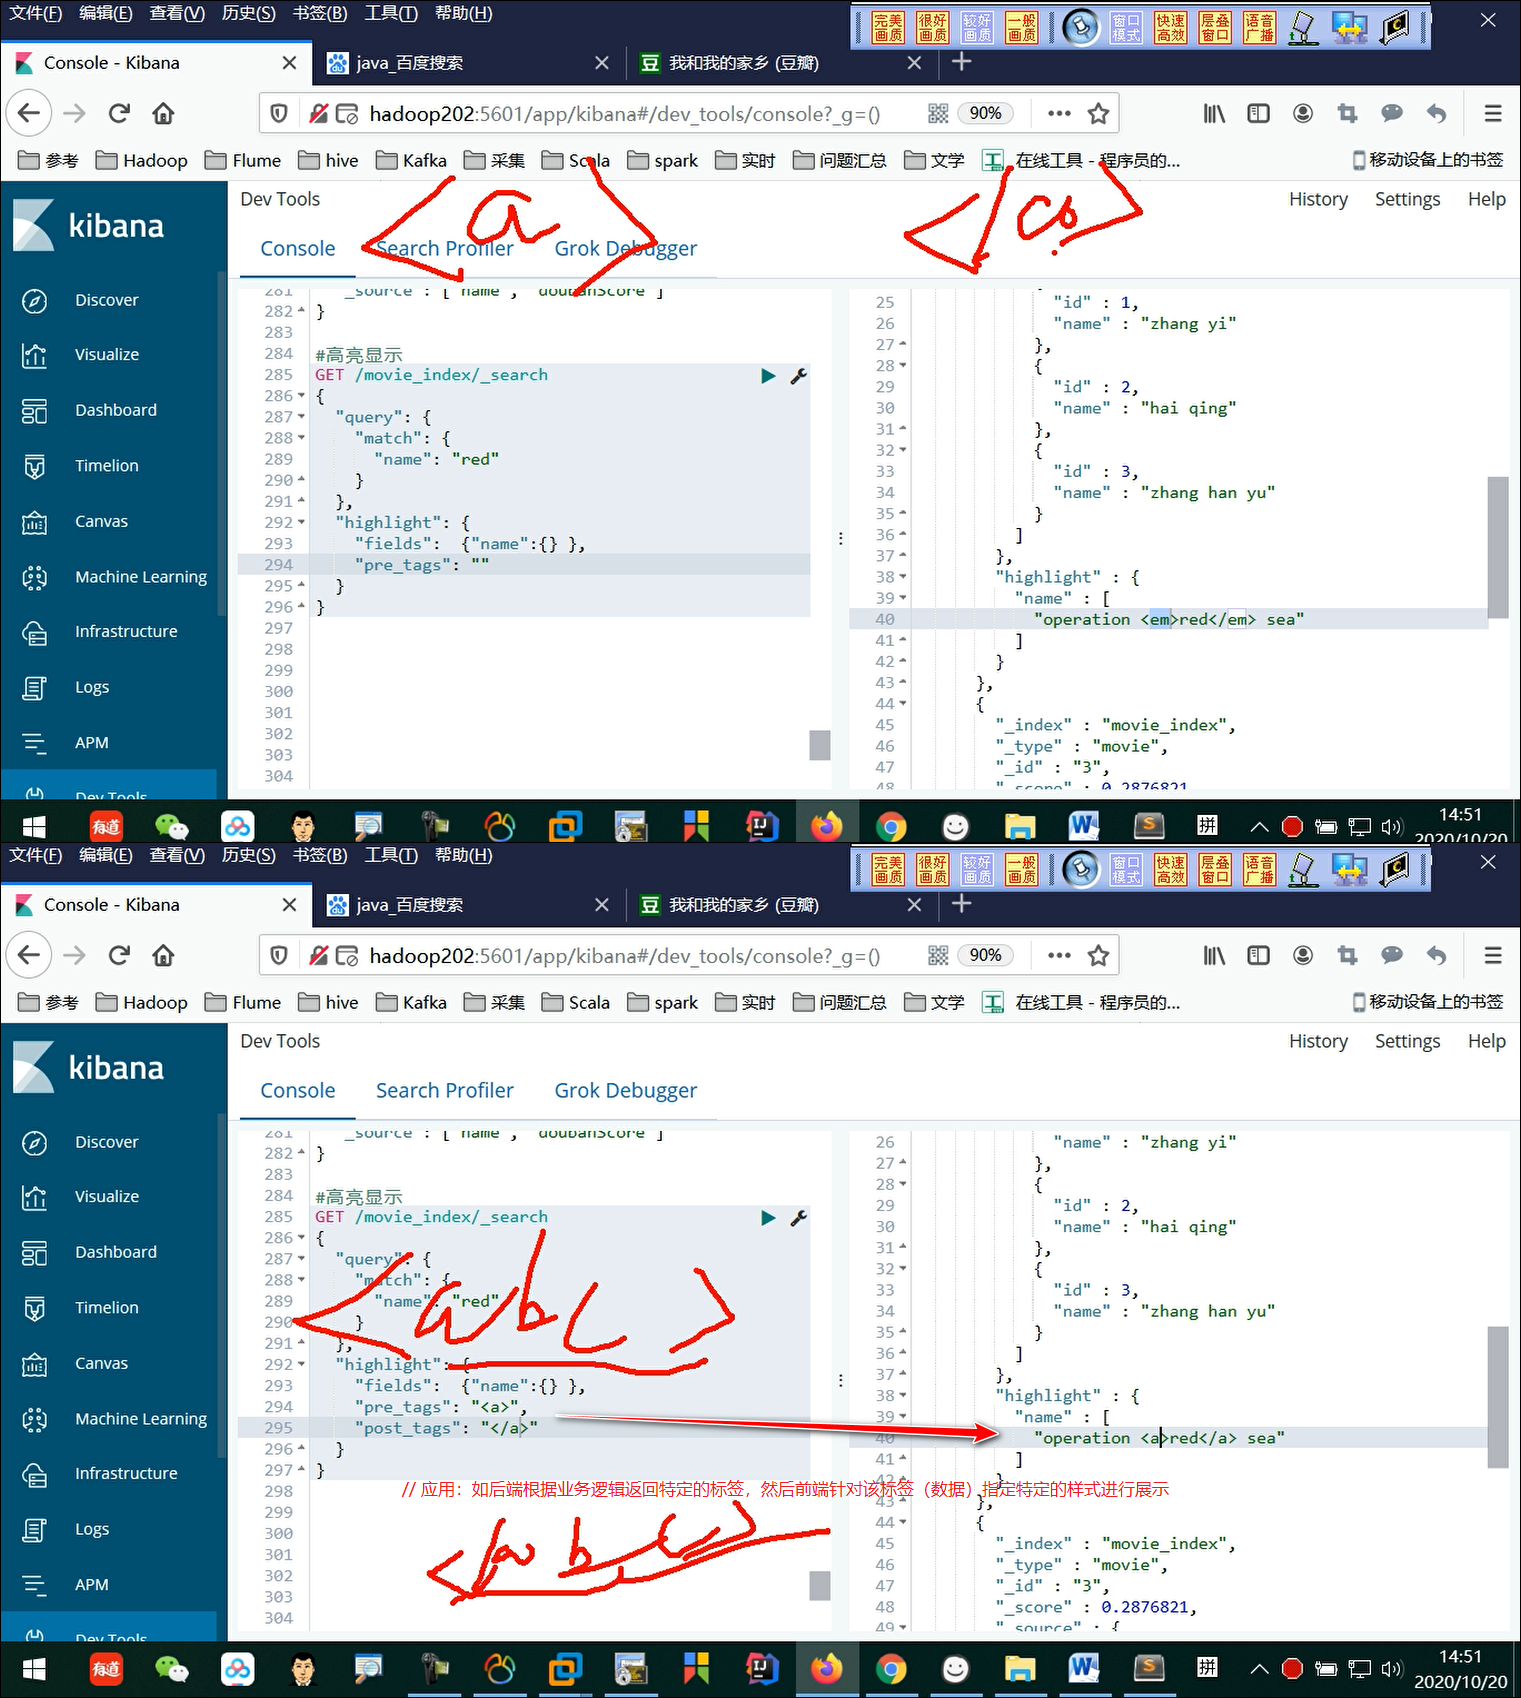 文件(F) 编辑(E) 查看(V) 历史(S) 书签(B) 工具(T) 帮助(H)
完美画质 很好画质 较好画质 一般画质 窗口模式 快速高效 层叠窗口 语音广播
Console - Kibana
java_百度搜索
豆 我和我的家乡 (豆瓣)
hadoop202:5601/app/kibana#/dev_tools/console?_g=()
90%
参考 Hadoop Flume hive Kafka 采集 Scala spark 实时 问题汇总 文学 工 在线工具 - 程序员的... 移动设备上的书签
kibana
Dev Tools
History Settings Help
Console Search Profiler Grok Debugger
<a>
Discover
Visualize
Dashboard
Timelion
Canvas
Machine Learning
Infrastructure
Logs
APM
Dev Tools
281 "_source": ["name", "doubanScore"]
282 }
283
284 #高亮显示
285 GET /movie_index/_search
286 {
287 "query": {
288 "match": {
289 "name": "red"
290 }
291 },
292 "highlight": {
293 "fields":  {"name":{} },
294 "pre_tags": ""
295 }
296 }
297
298
299
300
301
302
303
304
25 "id" : 1,
26 "name" : "zhang yi"
27 },
28 {
29 "id" : 2,
30 "name" : "hai qing"
31 },
32 {
33 "id" : 3,
34 "name" : "zhang han yu"
35 }
36 ]
37 },
38 "highlight" : {
39 "name" : [
40 "operation <em>red</em> sea"
41 ]
42 }
43 },
44 {
45 "_index" : "movie_index",
46 "_type" : "movie",
47 "_id" : "3",
48 "_score" : 0.2876821,
有道 IJ W S 拼
14:51
2020/10/20
文件(F) 编辑(E) 查看(V) 历史(S) 书签(B) 工具(T) 帮助(H)
完美画质 很好画质 较好画质 一般画质 窗口模式 快速高效 层叠窗口 语音广播
Console - Kibana
java_百度搜索
豆 我和我的家乡 (豆瓣)
hadoop202:5601/app/kibana#/dev_tools/console?_g=()
90%
参考 Hadoop Flume hive Kafka 采集 Scala spark 实时 问题汇总 文学 工 在线工具 - 程序员的... 移动设备上的书签
kibana
Dev Tools
History Settings Help
Console Search Profiler Grok Debugger
Discover
Visualize
Dashboard
Timelion
Canvas
Machine Learning
Infrastructure
Logs
APM
Dev Tools
281 "_source": ["name", "doubanScore"]
282 }
283
284 #高亮显示
285 GET /movie_index/_search
286 {
287 "query": {
288 "match": {
289 "name": "red"
290 }
291 },
292 "highlight": {
293 "fields":  {"name":{} },
294 "pre_tags": "<a>",
295 "post_tags": "</a>"
296 }
297 }
298
299
300
301
302
303
304
<abc>
</abc>
26 "name" : "zhang yi"
27 },
28 {
29 "id" : 2,
30 "name" : "hai qing"
31 },
32 {
33 "id" : 3,
34 "name" : "zhang han yu"
35 }
36 ]
37 },
38 "highlight" : {
39 "name" : [
40 "operation <a>red</a> sea"
41 ]
42 }
43 },
44 {
45 "_index" : "movie_index",
46 "_type" : "movie",
47 "_id" : "3",
48 "_score" : 0.2876821,
49 "_source" : {
// 应用：如后端根据业务逻辑返回特定的标签，然后前端针对该标签（数据）指定特定的样式进行展示
有道 IJ W S 拼
14:51
2020/10/20